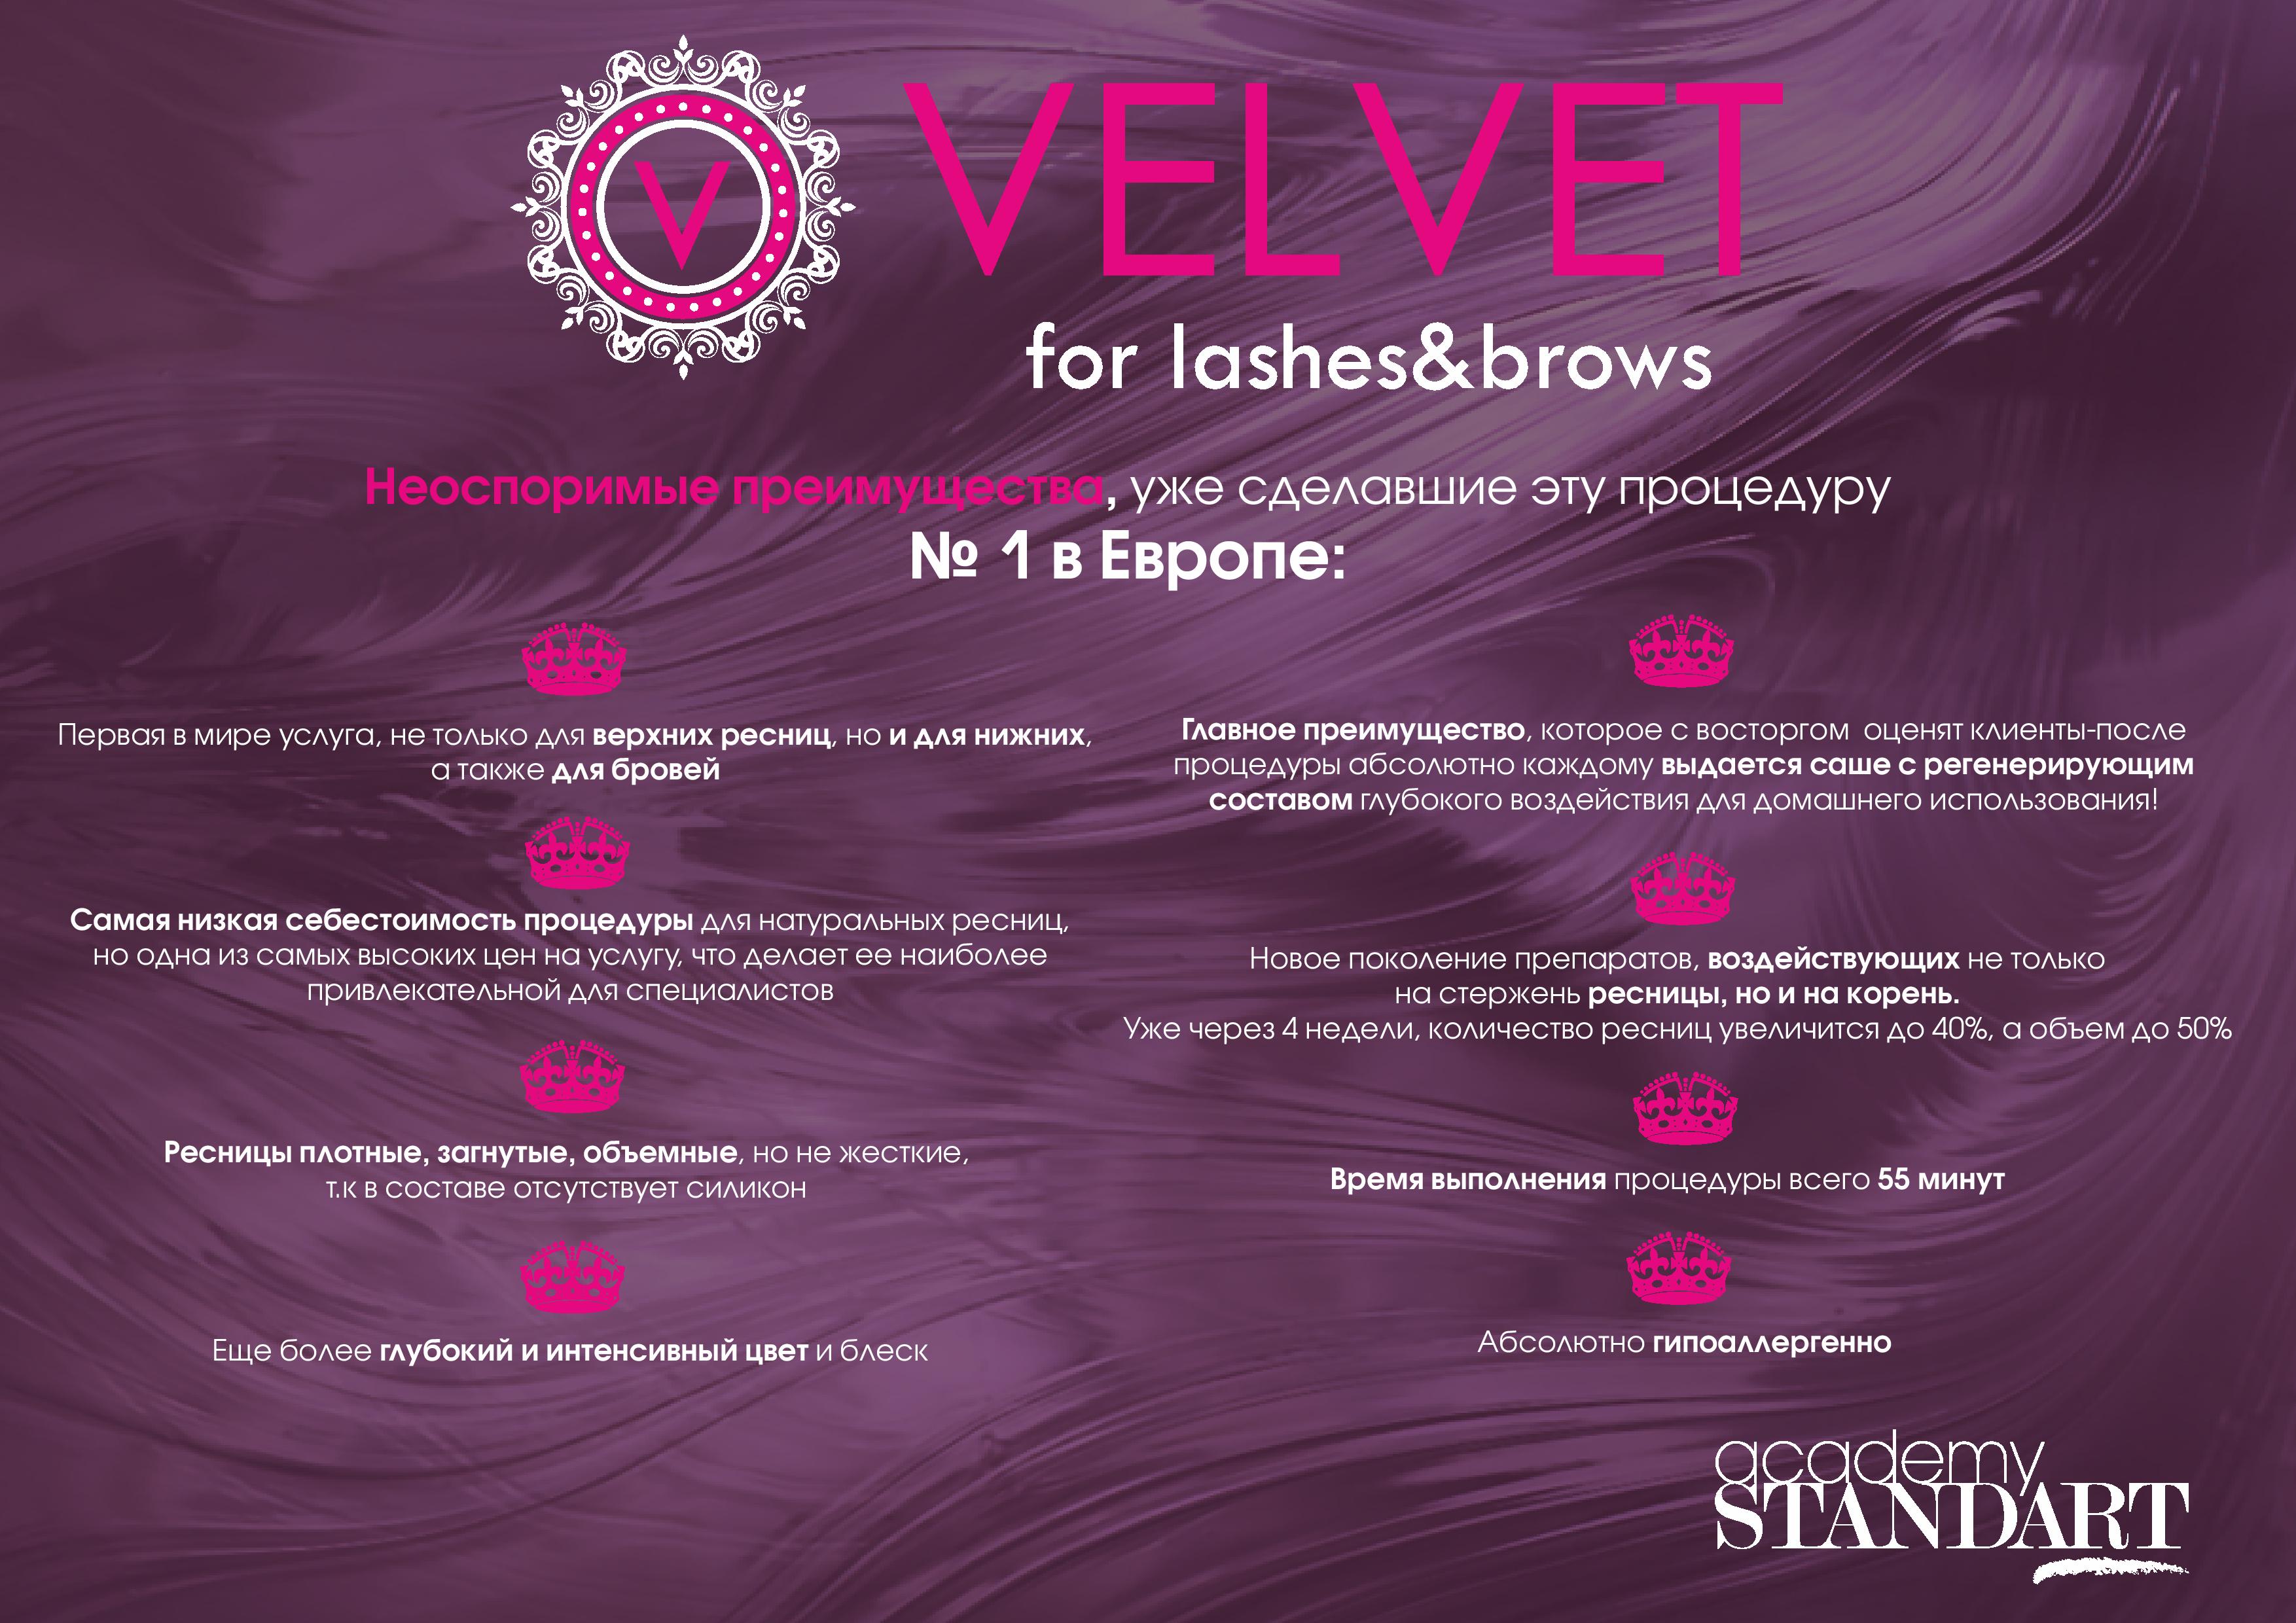 V
VELVET
for lashes&brows
Неоспоримые преимущества, уже сделавшие эту процедуру
№ 1 в Европе:
Первая в мире услуга, не только для верхних ресниц, но и для нижних,
а также для бровей
Самая низкая себестоимость процедуры для натуральных ресниц,
но одна из самых высоких цен на услугу, что делает ее наиболее
привлекательной для специалистов
Ресницы плотные, загнутые, объемные, но не жесткие,
т.к в составе отсутствует силикон
Еще более глубокий и интенсивный цвет и блеск
Главное преимущество, которое с восторгом оценят клиенты-после
процедуры абсолютно каждому выдается саше с регенерирующим
составом глубокого воздействия для домашнего использования!
Новое поколение препаратов, воздействующих не только
на стержень ресницы, но и на корень.
Уже через 4 недели, количество ресниц увеличится до 40%, а объем до 50%
Время выполнения процедуры всего 55 минут
Абсолютно гипоаллергенно
academy
STANDART